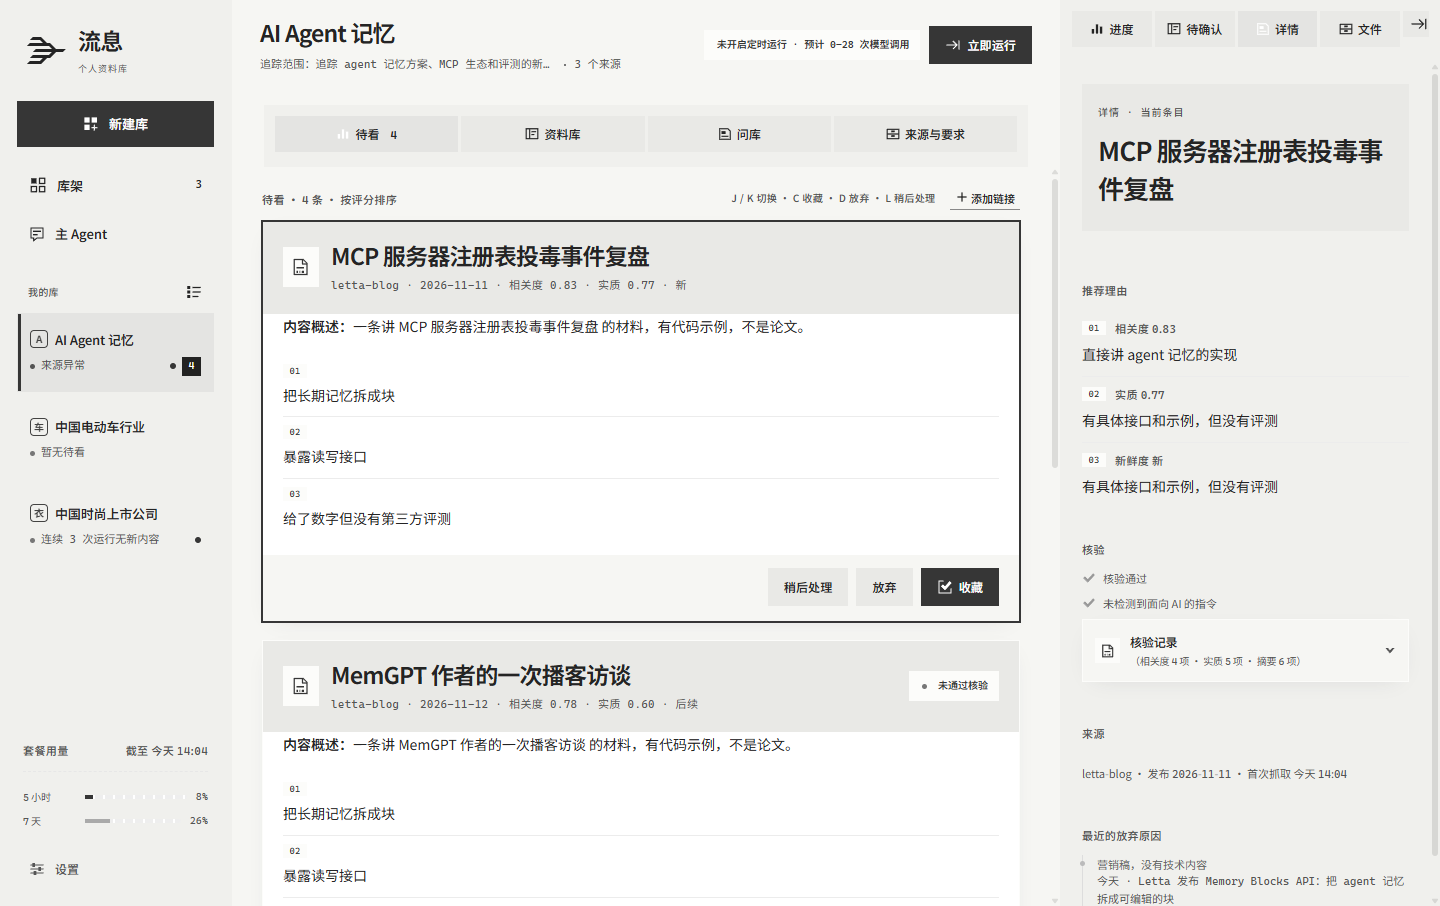 流息
个人资料库
新建库
库架 3
主 Agent
我的库
A AI Agent 记忆
来源异常 4
车 中国电动车行业
暂无待看
衣 中国时尚上市公司
连续 3 次运行无新内容
套餐用量 截至 今天 14:04
5 小时 8%
7 天 26%
设置
AI Agent 记忆
追踪范围：追踪 agent 记忆方案、MCP 生态和评测的新… · 3 个来源
未开启定时运行 · 预计 0–28 次模型调用
立即运行
待看 4
资料库
问库
来源与要求
待看 • 4 条 • 按评分排序
J / K 切换 • C 收藏 • D 放弃 • L 稍后处理
添加链接
MCP 服务器注册表投毒事件复盘
letta-blog · 2026-11-11 · 相关度 0.83 · 实质 0.77 · 新
内容概述：一条讲 MCP 服务器注册表投毒事件复盘 的材料，有代码示例，不是论文。
01
把长期记忆拆成块
02
暴露读写接口
03
给了数字但没有第三方评测
稍后处理
放弃
收藏
MemGPT 作者的一次播客访谈
letta-blog · 2026-11-12 · 相关度 0.78 · 实质 0.60 · 后续
未通过核验
内容概述：一条讲 MemGPT 作者的一次播客访谈 的材料，有代码示例，不是论文。
01
把长期记忆拆成块
02
暴露读写接口
进度
待确认
详情
文件
详情 · 当前条目
MCP 服务器注册表投毒事
件复盘
推荐理由
01 相关度 0.83
直接讲 agent 记忆的实现
02 实质 0.77
有具体接口和示例，但没有评测
03 新鲜度 新
有具体接口和示例，但没有评测
核验
核验通过
未检测到面向 AI 的指令
核验记录
（相关度 4 项 • 实质 5 项 • 摘要 6 项）
来源
letta-blog • 发布 2026-11-11 • 首次抓取 今天 14:04
最近的放弃原因
营销稿，没有技术内容
今天 · Letta 发布 Memory Blocks API：把 agent 记忆
拆成可编辑的块